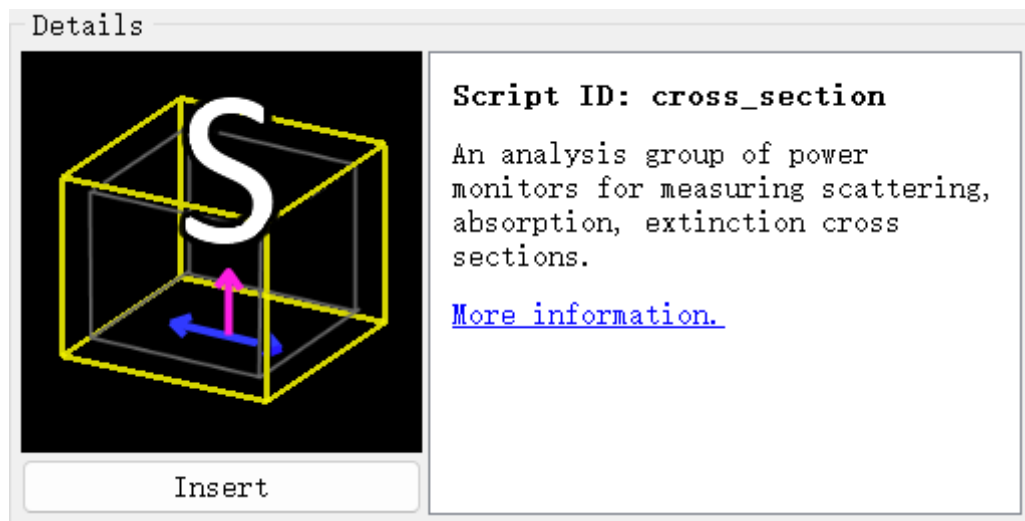 Details
S
Script ID: cross_section
An analysis group of power
monitors for measuring scattering,
absorption, extinction cross
sections.
More information.
Insert